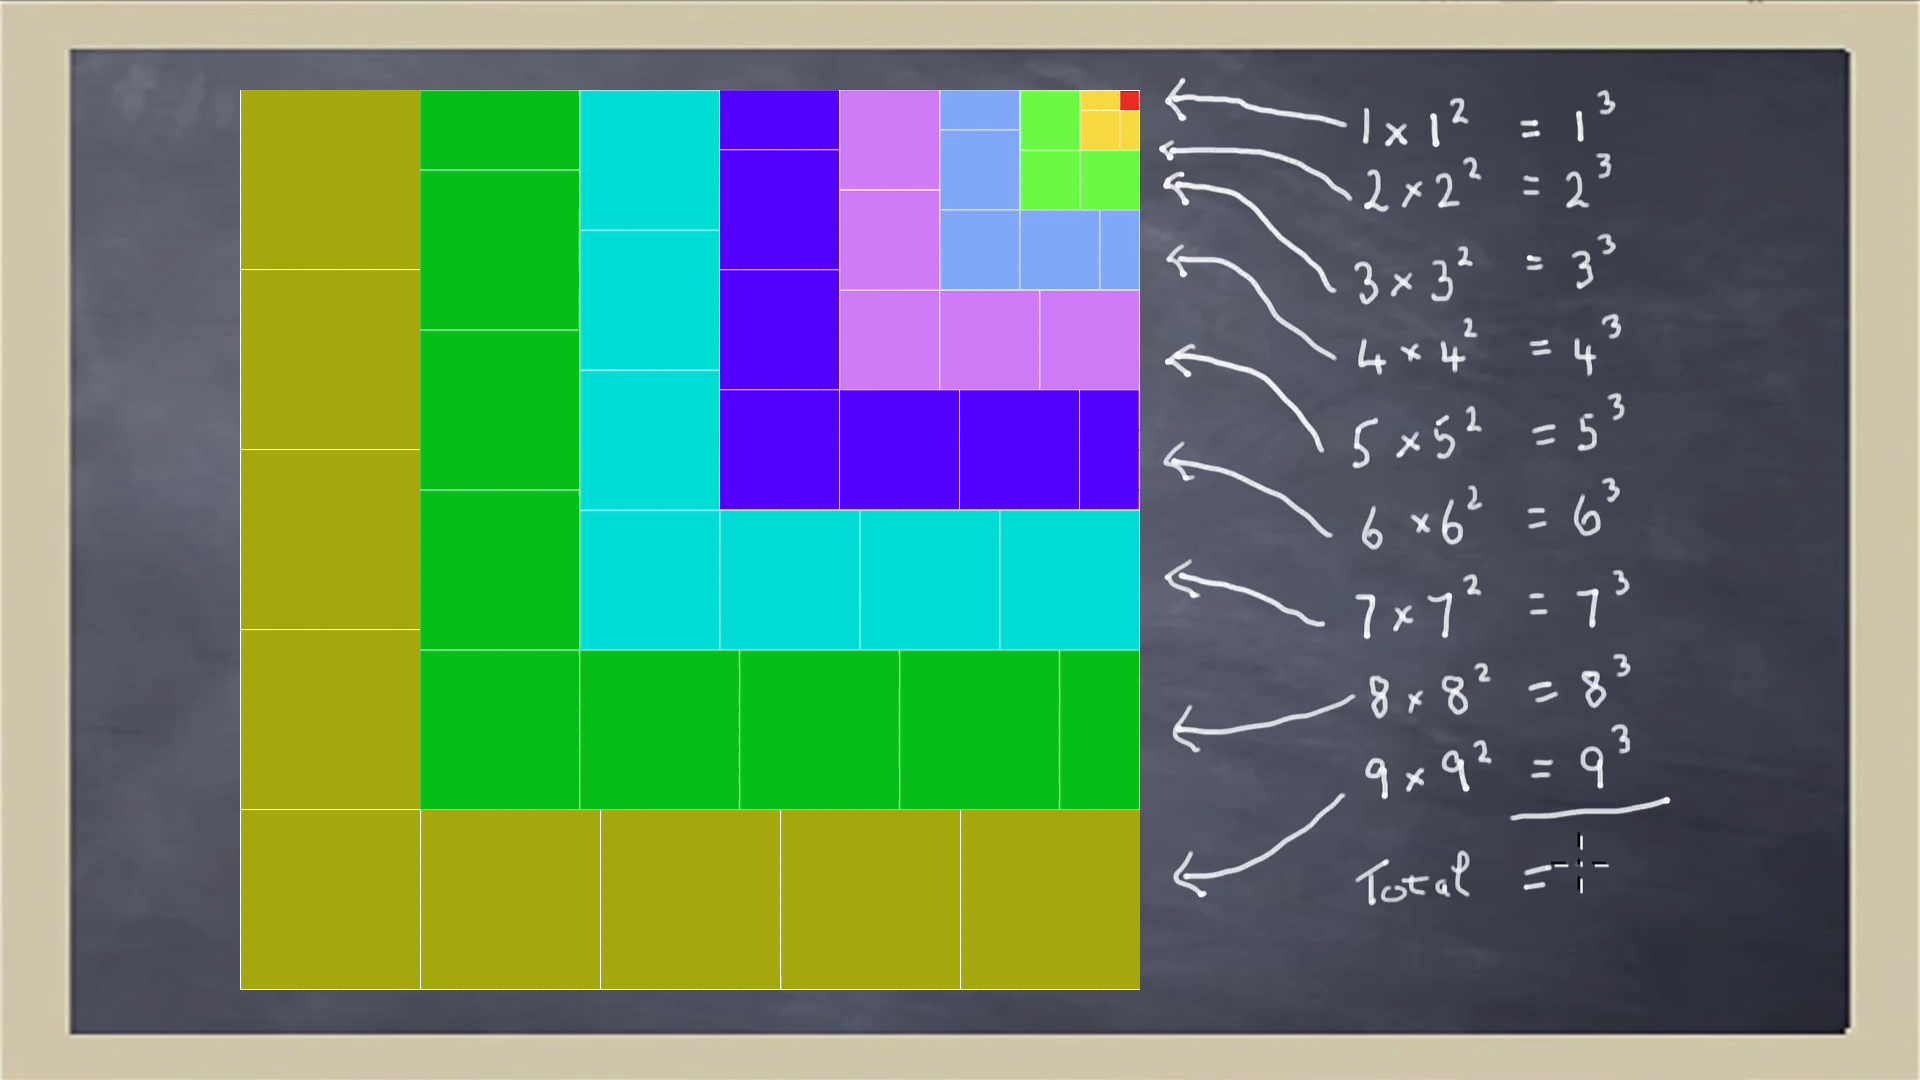 1 × 1² = 1³
2 × 2² = 2³
3 × 3² = 3³
4 × 4² = 4³
5 × 5² = 5³
6 × 6² = 6³
7 × 7² = 7³
8 × 8² = 8³
9 × 9² = 9³
Total =